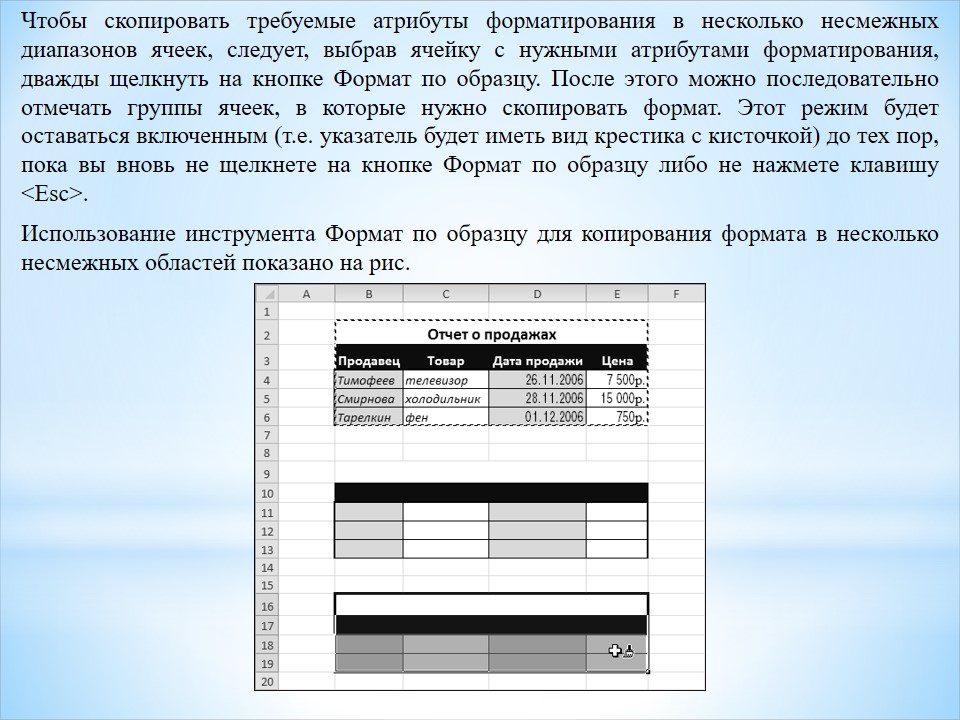 Чтобы скопировать требуемые атрибуты форматирования в несколько несмежных
диапазонов ячеек, следует, выбрав ячейку с нужными атрибутами форматирования,
дважды щелкнуть на кнопке Формат по образцу. После этого можно последовательно
отмечать группы ячеек, в которые нужно скопировать формат. Этот режим будет
оставаться включенным (т.е. указатель будет иметь вид крестика с кисточкой) до тех пор,
пока вы вновь не щелкнете на кнопке Формат по образцу либо не нажмете клавишу
<Esc>.
Использование инструмента Формат по образцу для копирования формата в несколько
несмежных областей показано на рис.
A B C D E F
1
2 Отчет о продажах
3 Продавец Товар Дата продажи Цена
4 Тимофеев телевизор 26.11.2006 7 500р.
5 Смирнова холодильник 28.11.2006 15 000р.
6 Тарелкин фен 01.12.2006 750р.
7
8
9
10
11
12
13
14
15
16
17
18
19
20